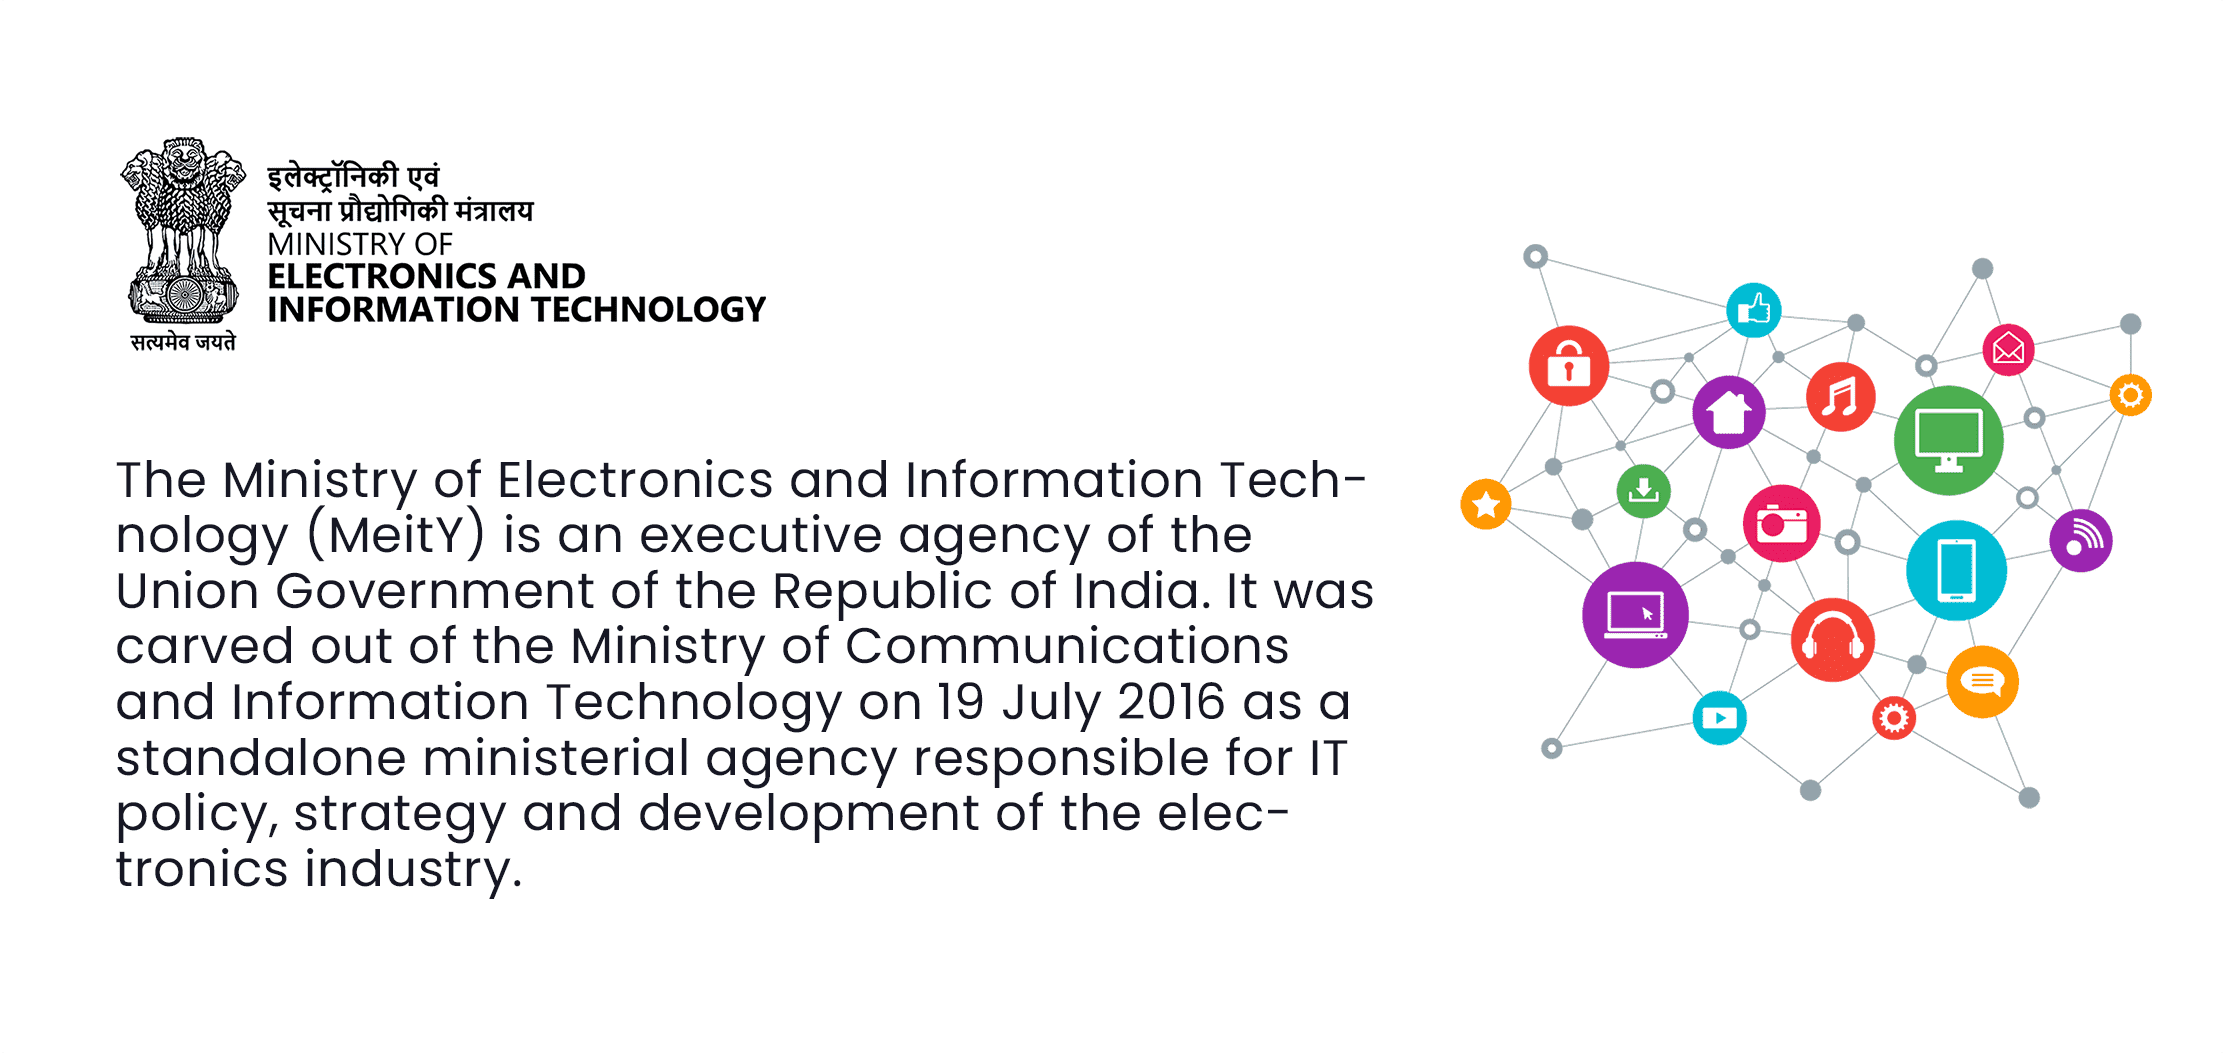 इलेक्ट्रॉनिकी एवं
सूचना प्रौद्योगिकी मंत्रालय
MINISTRY OF
ELECTRONICS AND
INFORMATION TECHNOLOGY
सत्यमेव जयते
The Ministry of Electronics and Information Tech-
nology (MeitY) is an executive agency of the
Union Government of the Republic of India. It was
carved out of the Ministry of Communications
and Information Technology on 19 July 2016 as a
standalone ministerial agency responsible for IT
policy, strategy and development of the elec-
tronics industry.